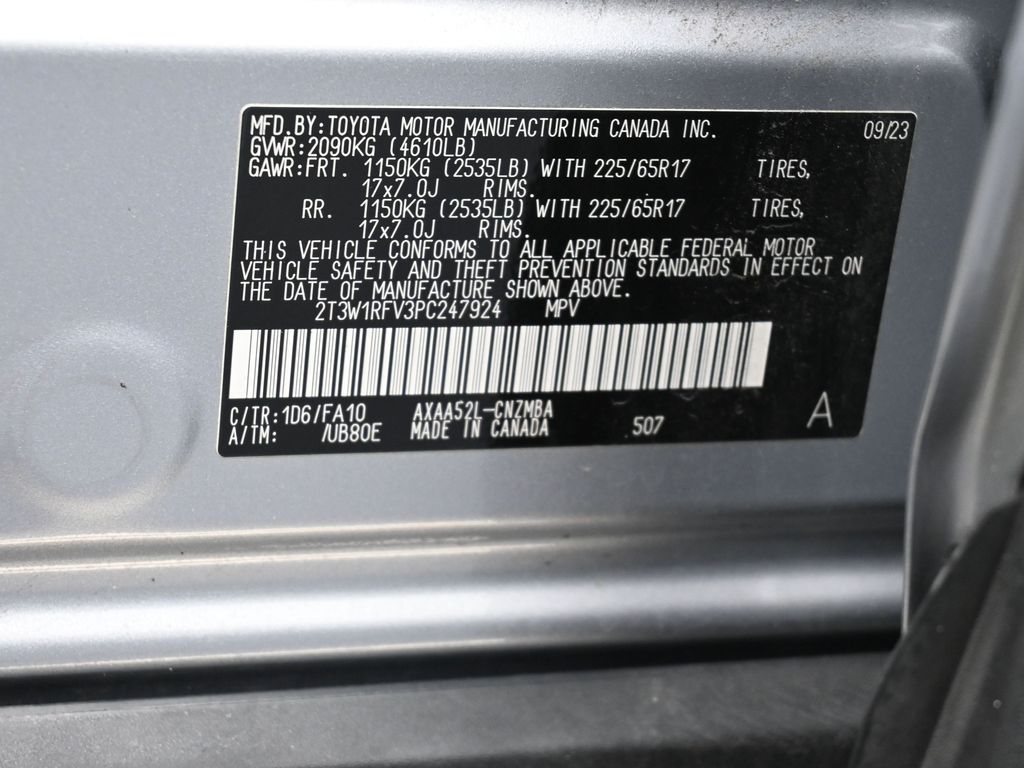 MFD.BY:TOYOTA MOTOR MANUFACTURING CANADA INC. 09/23
GVWR:2090KG (4610LB)
GAWR:FRT. 1150KG (2535LB) WITH 225/65R17 TIRES,
17x7.0J RIMS.
RR. 1150KG (2535LB) WITH 225/65R17 TIRES,
17x7.0J RIMS.
THIS VEHICLE CONFORMS TO ALL APPLICABLE FEDERAL MOTOR
VEHICLE SAFETY AND THEFT PREVENTION STANDARDS IN EFFECT ON
THE DATE OF MANUFACTURE SHOWN ABOVE.
2T3W1RFV3PC247924 MPV
C/TR:1D6/FA10 AXAA52L-CNZMBA
A/TM: /UB80E MADE IN CANADA 507 A